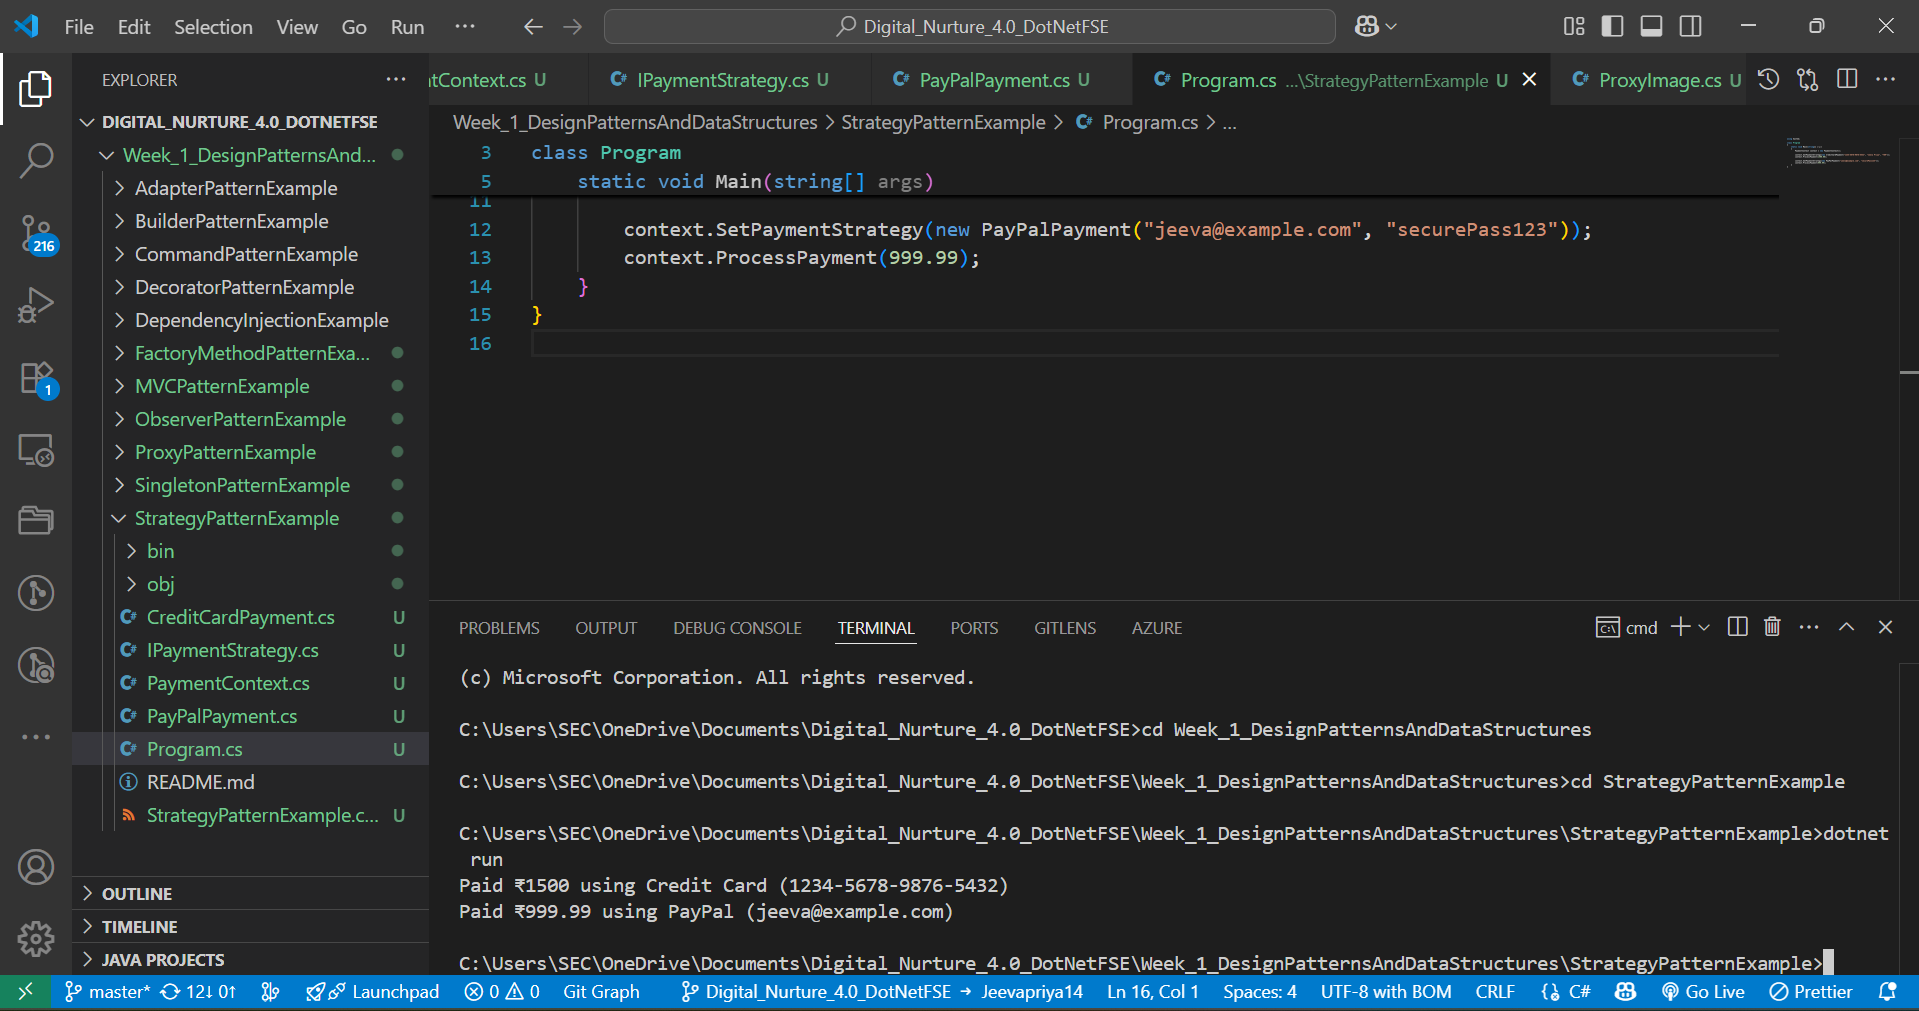 File Edit Selection View Go Run ···
Digital_Nurture_4.0_DotNetFSE
EXPLORER ···
DIGITAL_NURTURE_4.0_DOTNETFSE
Week_1_DesignPatternsAnd...
AdapterPatternExample
BuilderPatternExample
CommandPatternExample
DecoratorPatternExample
DependencyInjectionExample
FactoryMethodPatternExa...
MVCPatternExample
ObserverPatternExample
ProxyPatternExample
SingletonPatternExample
StrategyPatternExample
bin
obj
C# CreditCardPayment.cs U
C# IPaymentStrategy.cs U
C# PaymentContext.cs U
C# PayPalPayment.cs U
C# Program.cs U
README.md
StrategyPatternExample.c... U
OUTLINE
TIMELINE
JAVA PROJECTS
216
1
ntContext.cs U C# IPaymentStrategy.cs U C# PayPalPayment.cs U C# Program.cs ...\StrategyPatternExample U C# ProxyImage.cs U
Week_1_DesignPatternsAndDataStructures > StrategyPatternExample > C# Program.cs > ...
3 class Program
5 static void Main(string[] args)
11
12 context.SetPaymentStrategy(new PayPalPayment("jeeva@example.com", "securePass123"));
13 context.ProcessPayment(999.99);
14 }
15 }
16
PROBLEMS OUTPUT DEBUG CONSOLE TERMINAL PORTS GITLENS AZURE cmd
(c) Microsoft Corporation. All rights reserved.
C:\Users\SEC\OneDrive\Documents\Digital_Nurture_4.0_DotNetFSE>cd Week_1_DesignPatternsAndDataStructures
C:\Users\SEC\OneDrive\Documents\Digital_Nurture_4.0_DotNetFSE\Week_1_DesignPatternsAndDataStructures>cd StrategyPatternExample
C:\Users\SEC\OneDrive\Documents\Digital_Nurture_4.0_DotNetFSE\Week_1_DesignPatternsAndDataStructures\StrategyPatternExample>dotnet
run
Paid ₹1500 using Credit Card (1234-5678-9876-5432)
Paid ₹999.99 using PayPal (jeeva@example.com)
C:\Users\SEC\OneDrive\Documents\Digital_Nurture_4.0_DotNetFSE\Week_1_DesignPatternsAndDataStructures\StrategyPatternExample>
master* 12↓ 0↑ Launchpad 0 0 Git Graph Digital_Nurture_4.0_DotNetFSE → Jeevapriya14 Ln 16, Col 1 Spaces: 4 UTF-8 with BOM CRLF C# Go Live Prettier